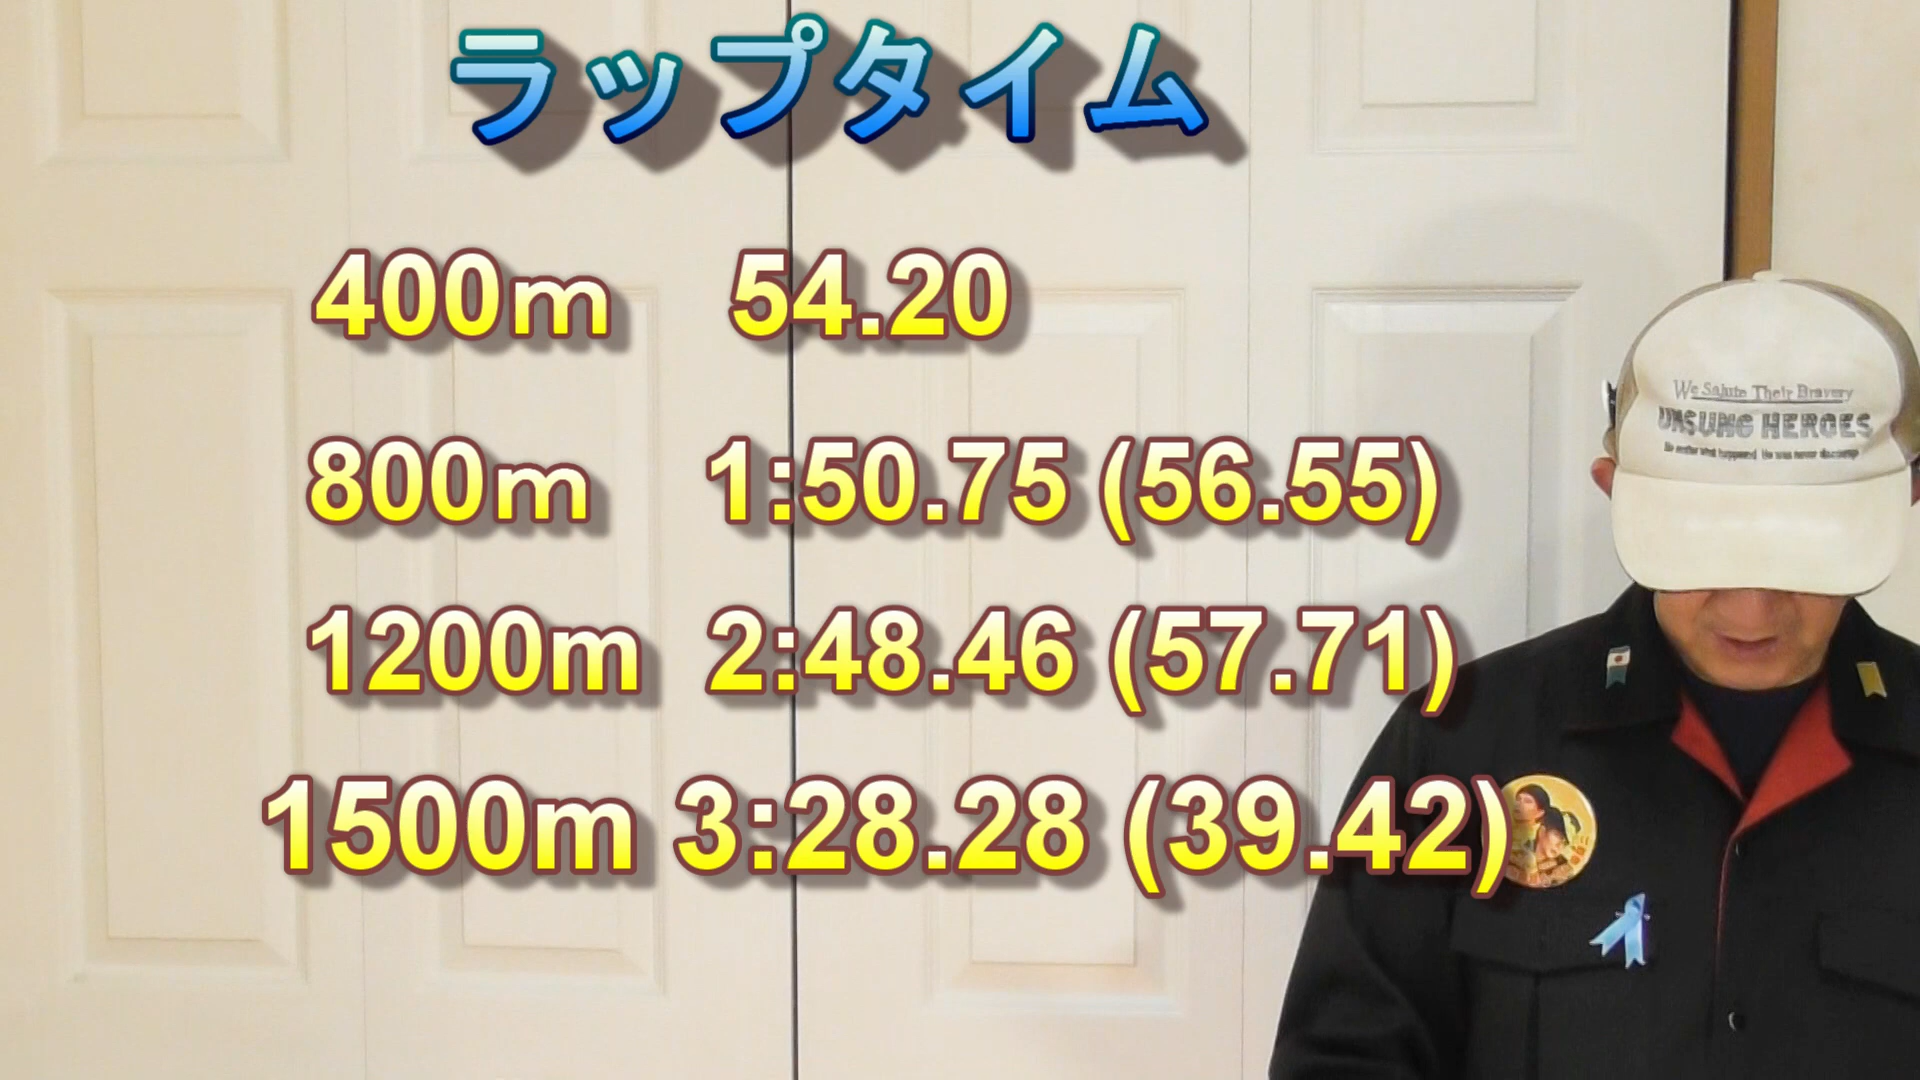 ラップタイム
400m 54.20
800m 1:50.75 (56.55)
1200m 2:48.46 (57.71)
1500m 3:28.28 (39.42)
We Salute Their Bravery
UNSUNG HEROES